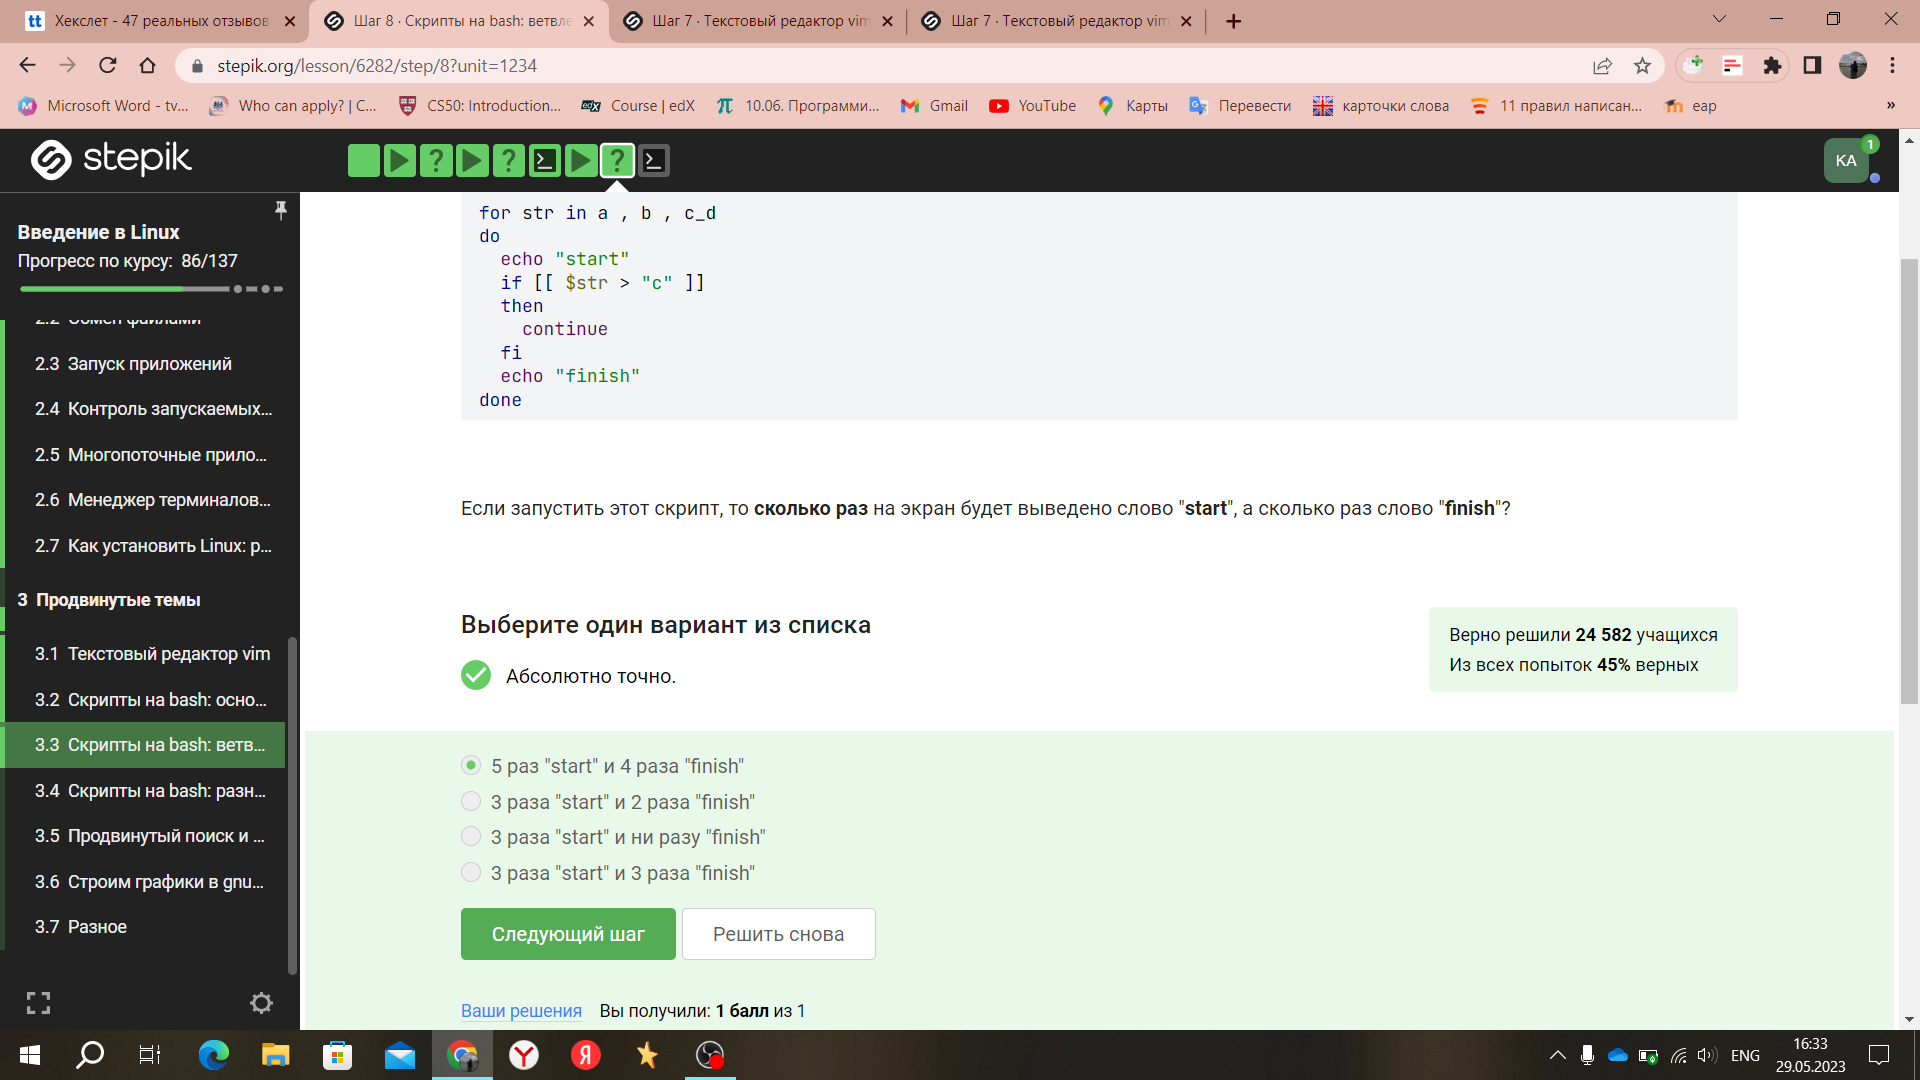 Хекслет - 47 реальных отзывов
Шаг 8 · Скрипты на bash: ветвле
Шаг 7 · Текстовый редактор vim
Шаг 7 · Текстовый редактор vim
stepik.org/lesson/6282/step/8?unit=1234
Microsoft Word - tv...
Who can apply? | C...
CS50: Introduction...
edX
Course | edX
10.06. Программи...
Gmail
YouTube
Карты
Перевести
карточки слова
11 правил написан...
eap
»
stepik
KA
1
Введение в Linux
Прогресс по курсу: 86/137
2.2 Обмен файлами
2.3 Запуск приложений
2.4 Контроль запускаемых...
2.5 Многопоточные прило...
2.6 Менеджер терминалов...
2.7 Как установить Linux: р...
3 Продвинутые темы
3.1 Текстовый редактор vim
3.2 Скрипты на bash: осно...
3.3 Скрипты на bash: ветв...
3.4 Скрипты на bash: разн...
3.5 Продвинутый поиск и ...
3.6 Строим графики в gnu...
3.7 Разное
for str in a , b , c_d
do
echo "start"
if [[ $str > "c" ]]
then
continue
fi
echo "finish"
done
Если запустить этот скрипт, то сколько раз на экран будет выведено слово "start", а сколько раз слово "finish"?
Выберите один вариант из списка
Абсолютно точно.
Верно решили 24 582 учащихся
Из всех попыток 45% верных
5 раз "start" и 4 раза "finish"
3 раза "start" и 2 раза "finish"
3 раза "start" и ни разу "finish"
3 раза "start" и 3 раза "finish"
Следующий шаг
Решить снова
Ваши решения Вы получили: 1 балл из 1
ENG
16:33
29.05.2023